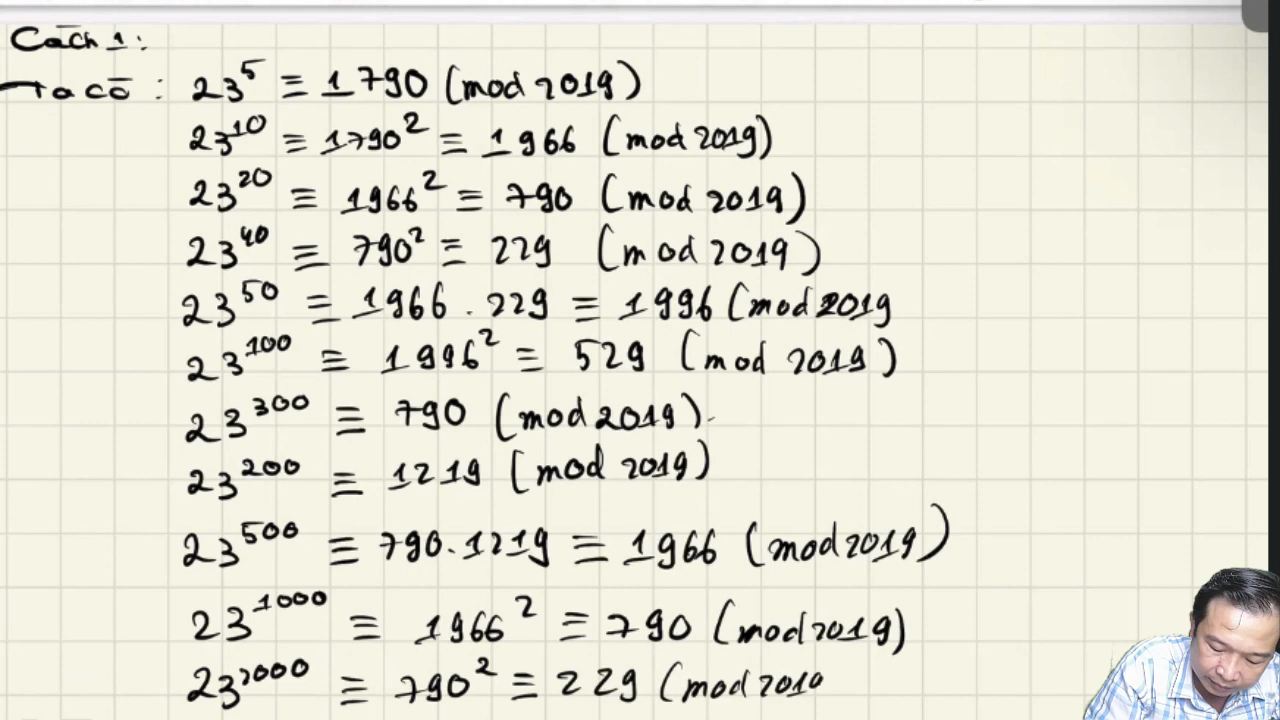 Cách 1:
Ta có : 23^5 ≡ 1790 (mod 2019)
23^10 ≡ 1790^2 ≡ 1966 (mod 2019)
23^20 ≡ 1966^2 ≡ 790 (mod 2019)
23^40 ≡ 790^2 ≡ 229 (mod 2019)
23^50 ≡ 1966 . 229 ≡ 1996 (mod 2019
23^100 ≡ 1996^2 ≡ 529 (mod 2019)
23^300 ≡ 790 (mod 2019).
23^200 ≡ 1219 (mod 2019)
23^500 ≡ 790.1219 ≡ 1966 (mod 2019)
23^1000 ≡ 1966^2 ≡ 790 (mod 2019)
23^2000 ≡ 790^2 ≡ 229 (mod 2019